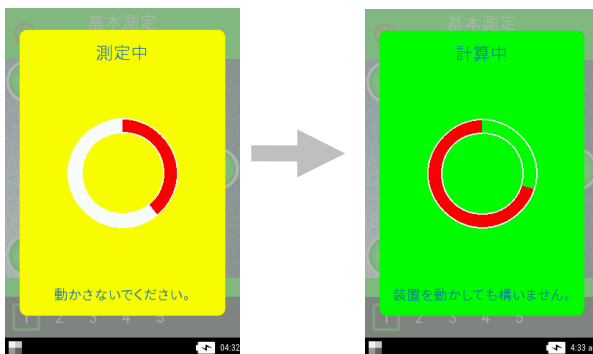 基本測定
測定中
動かさないでください。
1 2 3 4 5
04:32
基本測定
計算中
装置を動かしても構いません。
1 2 3 4 5
4:33 a